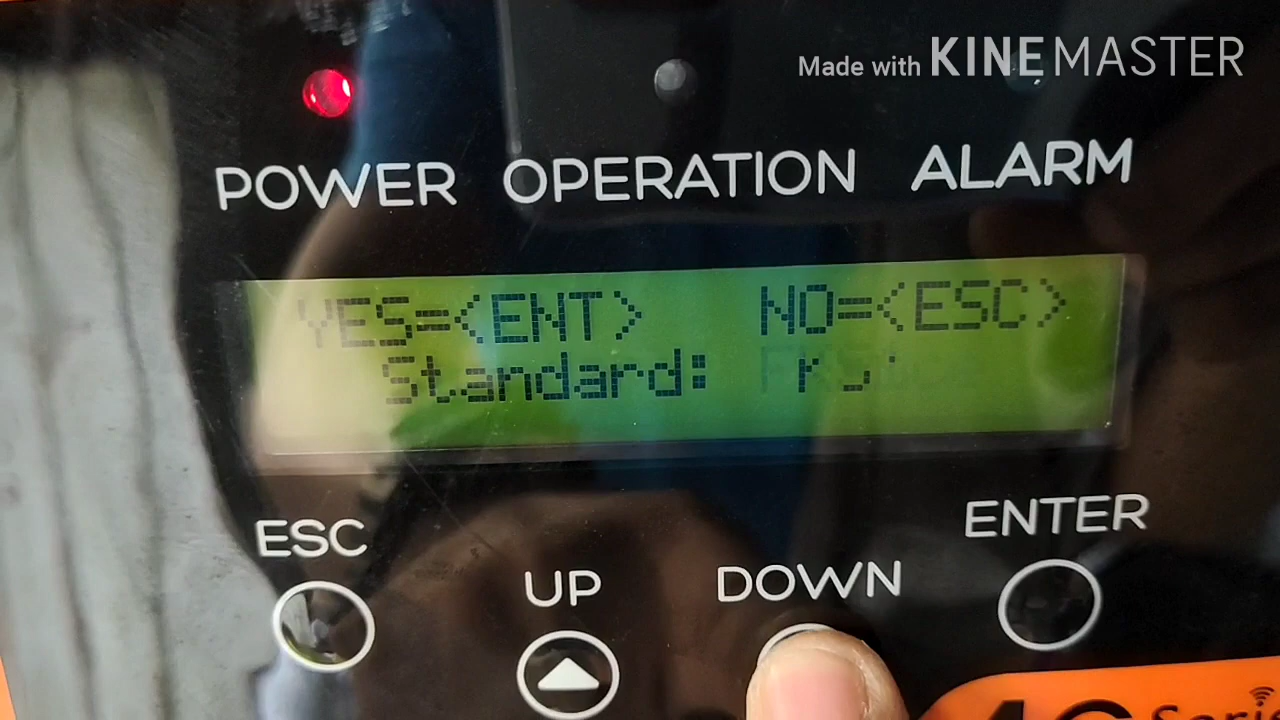 Made with KINEMASTER
POWER OPERATION ALARM
YES=<ENT> NO=<ESC>
Standard:
ESC
UP
DOWN
ENTER